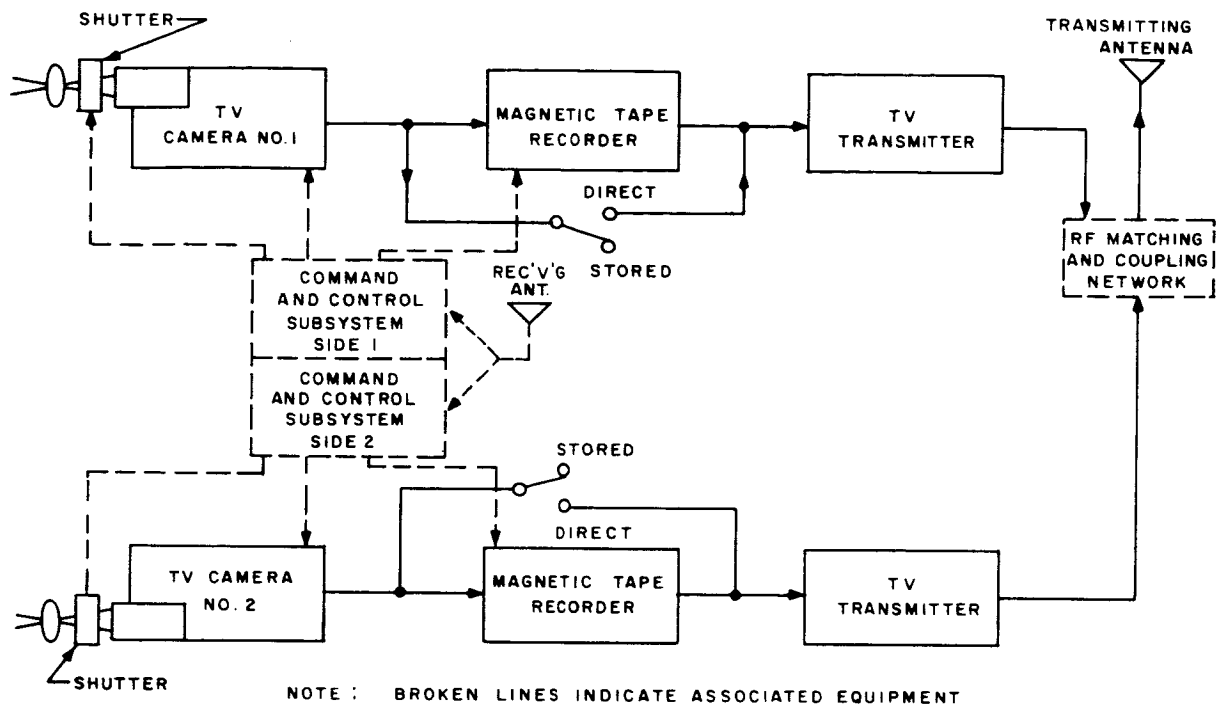 SHUTTER
TRANSMITTING
ANTENNA
TV
CAMERA NO.1
MAGNETIC TAPE
RECORDER
TV
TRANSMITTER
DIRECT
STORED
RF MATCHING
AND COUPLING
NETWORK
COMMAND
AND CONTROL
SUBSYSTEM
SIDE 1
REC'V'G
ANT.
COMMAND
AND CONTROL
SUBSYSTEM
SIDE 2
STORED
DIRECT
TV CAMERA
NO. 2
MAGNETIC TAPE
RECORDER
TV
TRANSMITTER
SHUTTER
NOTE : BROKEN LINES INDICATE ASSOCIATED EQUIPMENT